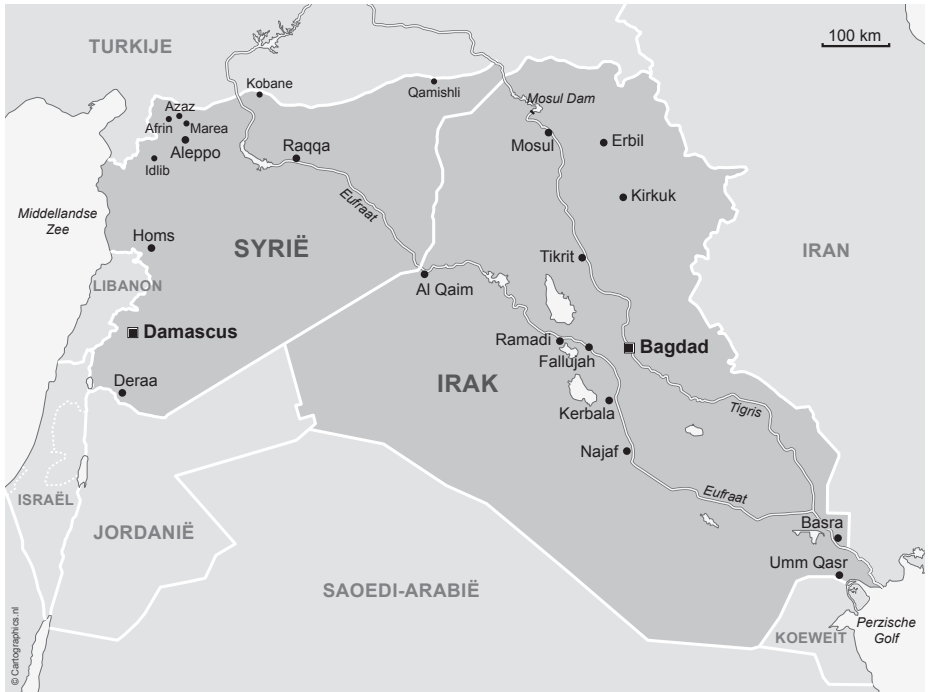 TURKIJE
100 km
Kobane
Qamishli
Azaz
Afrin
Marea
Aleppo
Idlib
Raqqa
Mosul Dam
Mosul
Erbil
Kirkuk
Eufraat
Middellandse
Zee
Homs
SYRIË
Tikrit
IRAN
LIBANON
Al Qaim
Damascus
Ramadi
Fallujah
Bagdad
Deraa
IRAK
Kerbala
Tigris
Najaf
ISRAËL
Eufraat
JORDANIË
Basra
Umm Qasr
SAOEDI-ARABIË
KOEWEIT
Perzische
Golf
© Cartographics.nl